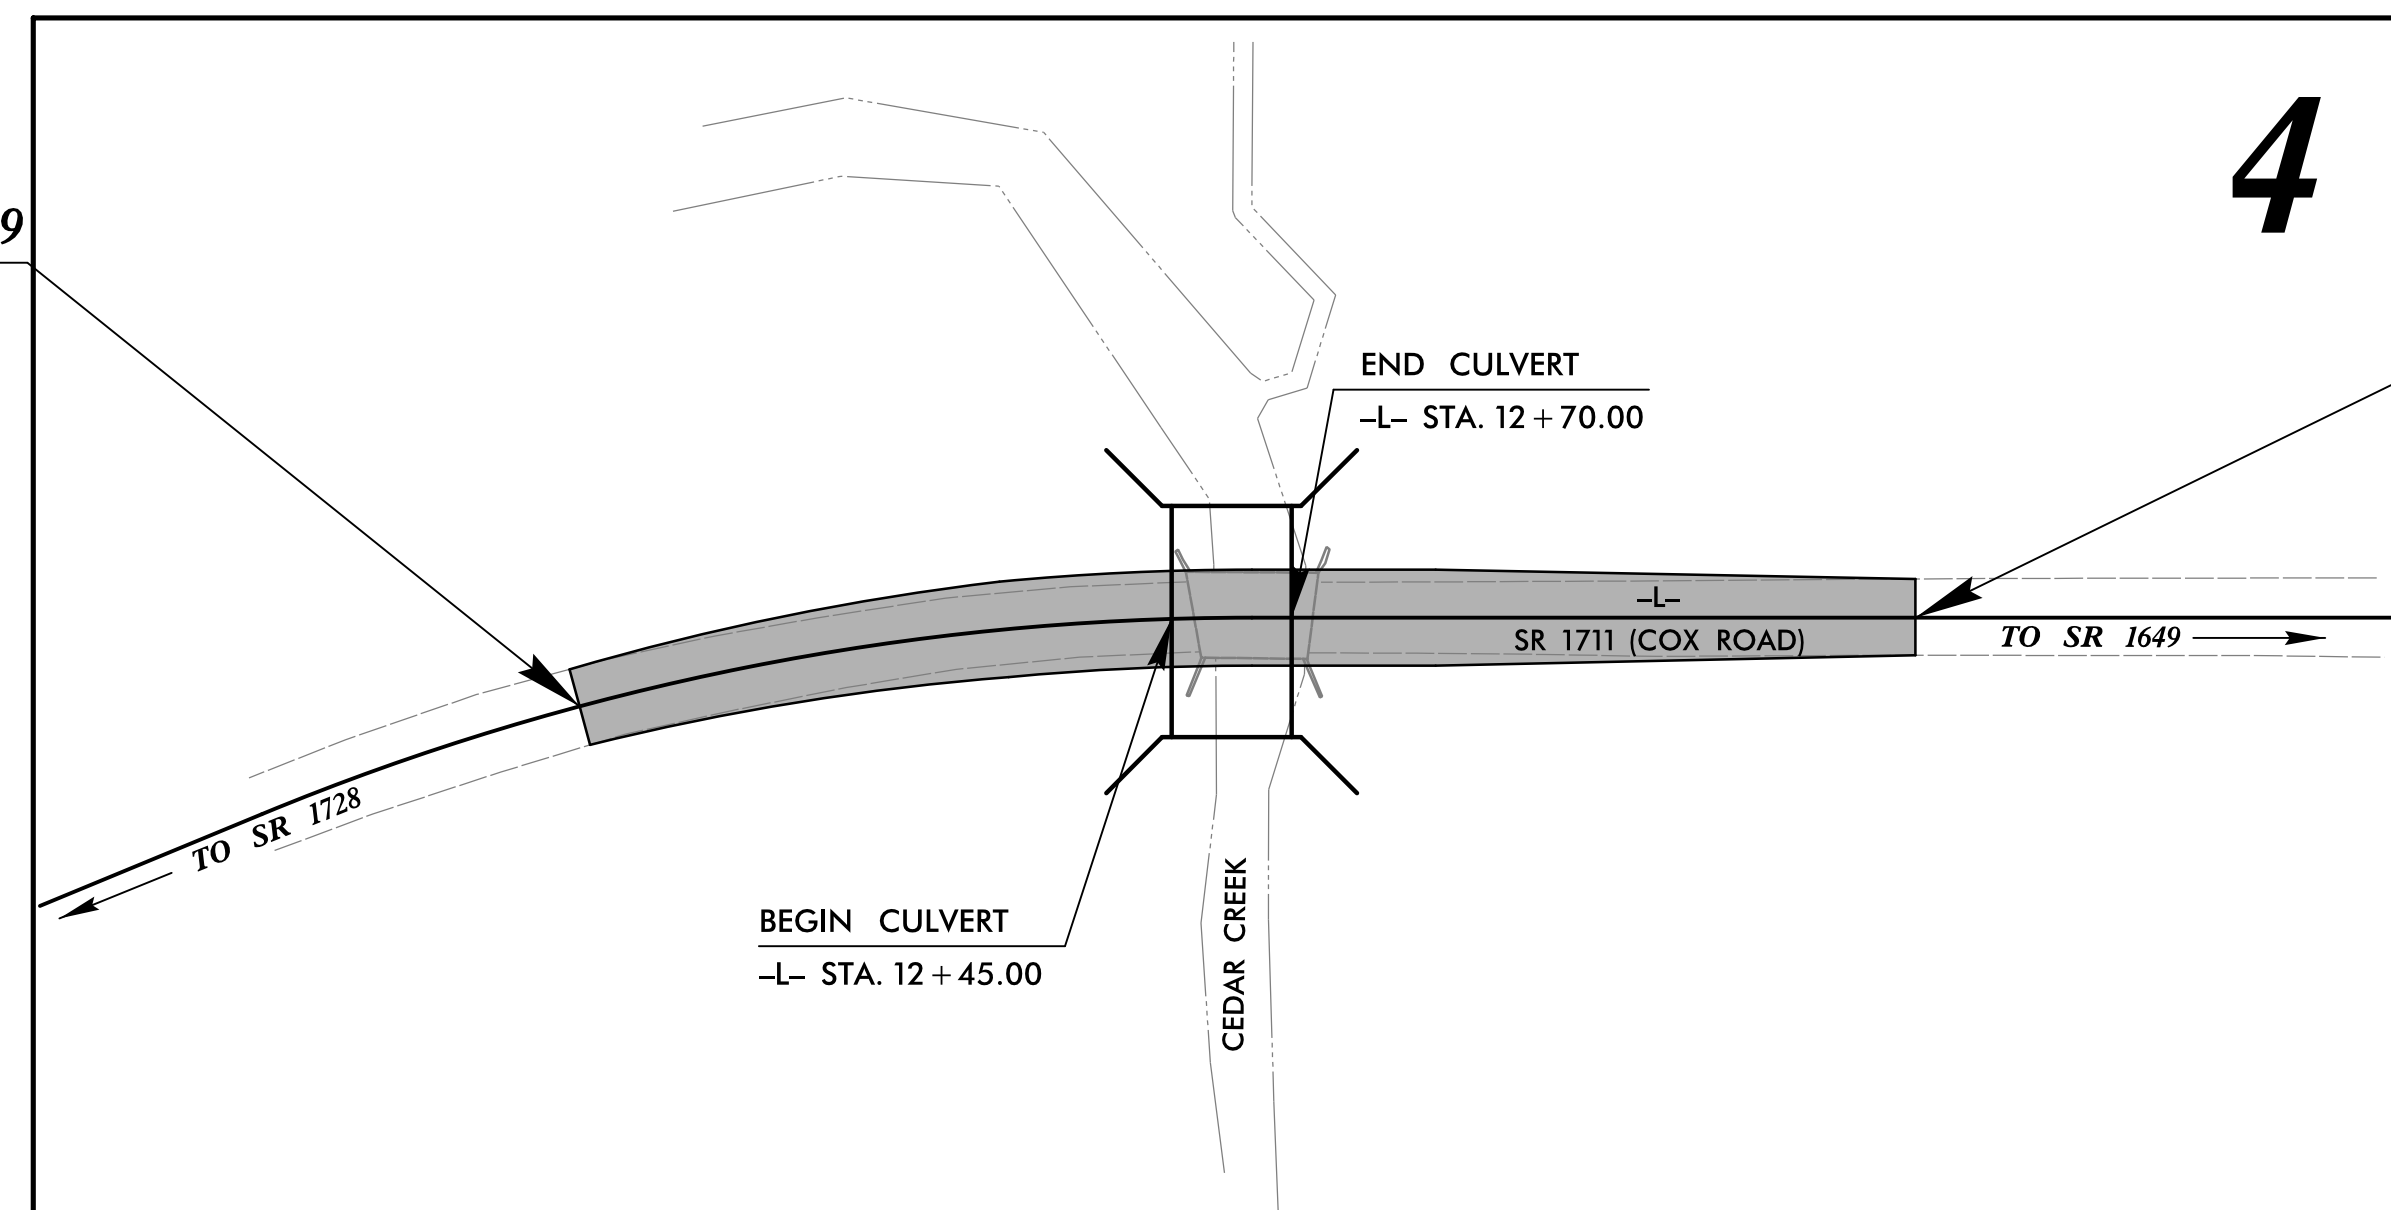 4
9
END CULVERT
–L– STA. 12+70.00
–L–
SR 1711 (COX ROAD)
TO SR 1649
TO SR 1728
BEGIN CULVERT
–L– STA. 12+45.00
CEDAR CREEK